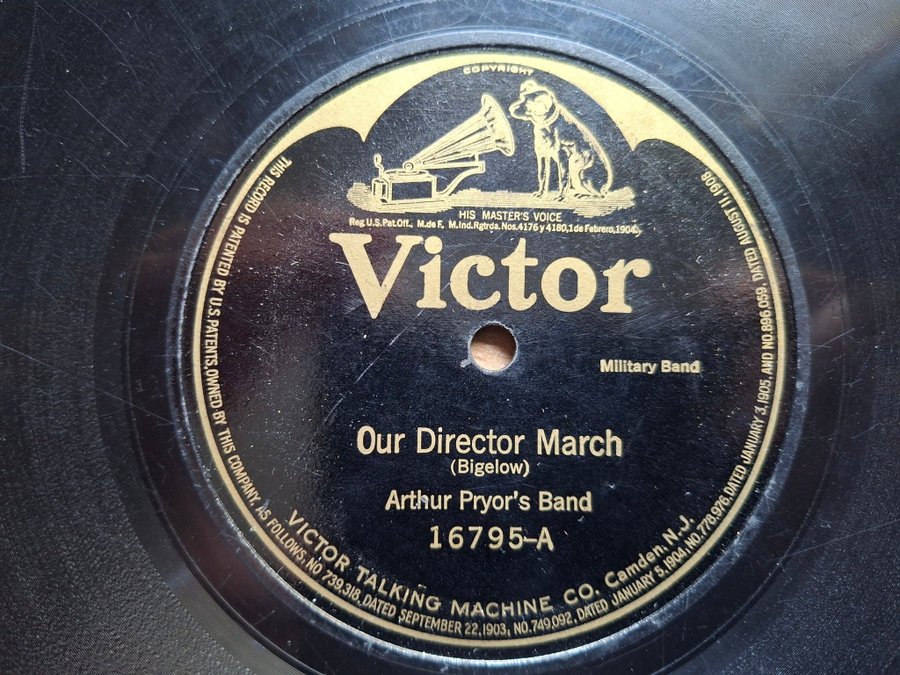 COPYRIGHT
HIS MASTER'S VOICE
Reg.U.S.Pat.Off., M.de F., M.Ind.Rgtrda. Nos.4176 y 4180,1 de Febrero,1904.
Victor
Military Band
Our Director March
(Bigelow)
Arthur Pryor's Band
16795-A
VICTOR TALKING MACHINE CO. Camden, N.J.
THIS RECORD IS PATENTED BY U.S. PATENTS, OWNED BY THIS COMPANY, AS FOLLOWS, NO 739,318, DATED SEPTEMBER 22, 1903, NO. 749,092, DATED JANUARY 5, 1904, NO. 778,976, DATED JANUARY 3, 1905, AND NO. 896,059, DATED AUGUST 11, 1908